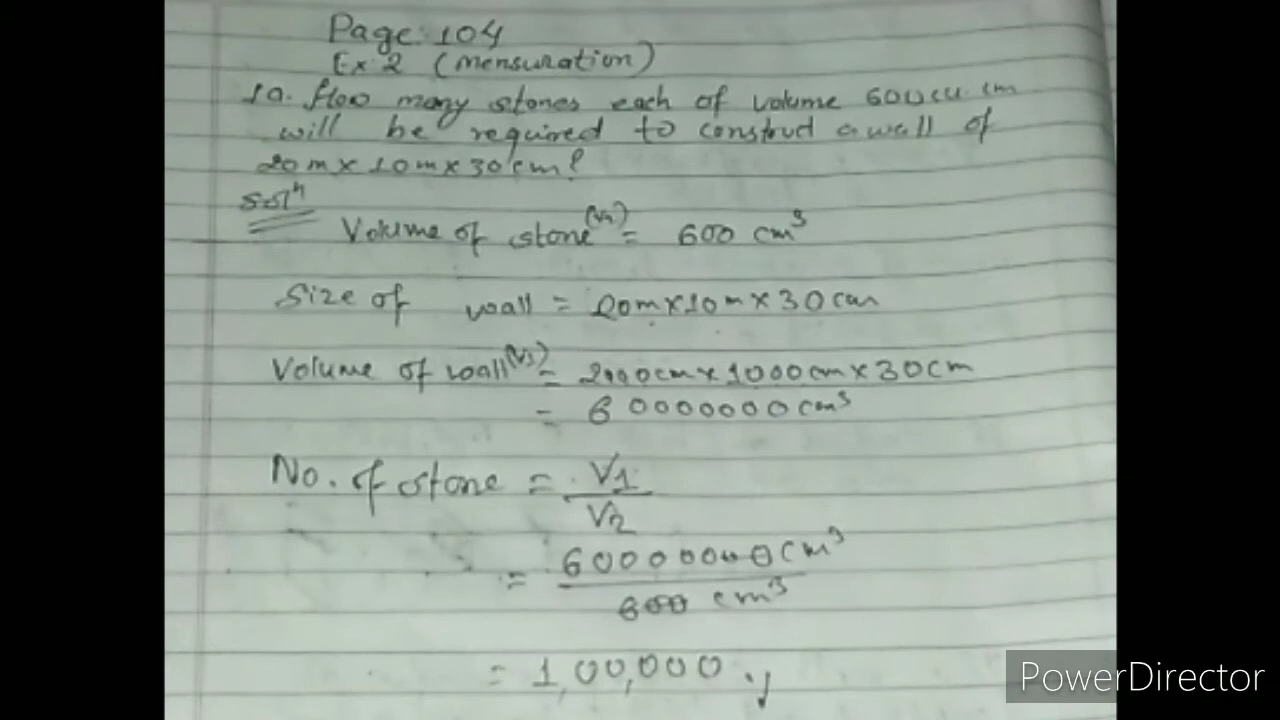 Page 104
Ex 2 (mensuration)
1a. How many stones each of volume 600 cu cm
will be required to construct a wall of
20m x 10m x 30cm?
Solⁿ
Volume of stone (V2) = 600 cm³
Size of wall = 20m x 10m x 30cm
Volume of wall (V1) = 2000cm x 1000cm x 30cm
= 60000000 cm³
No. of stone = V1
V2
= 60000000 cm³
600 cm³
= 1,00,000
PowerDirector